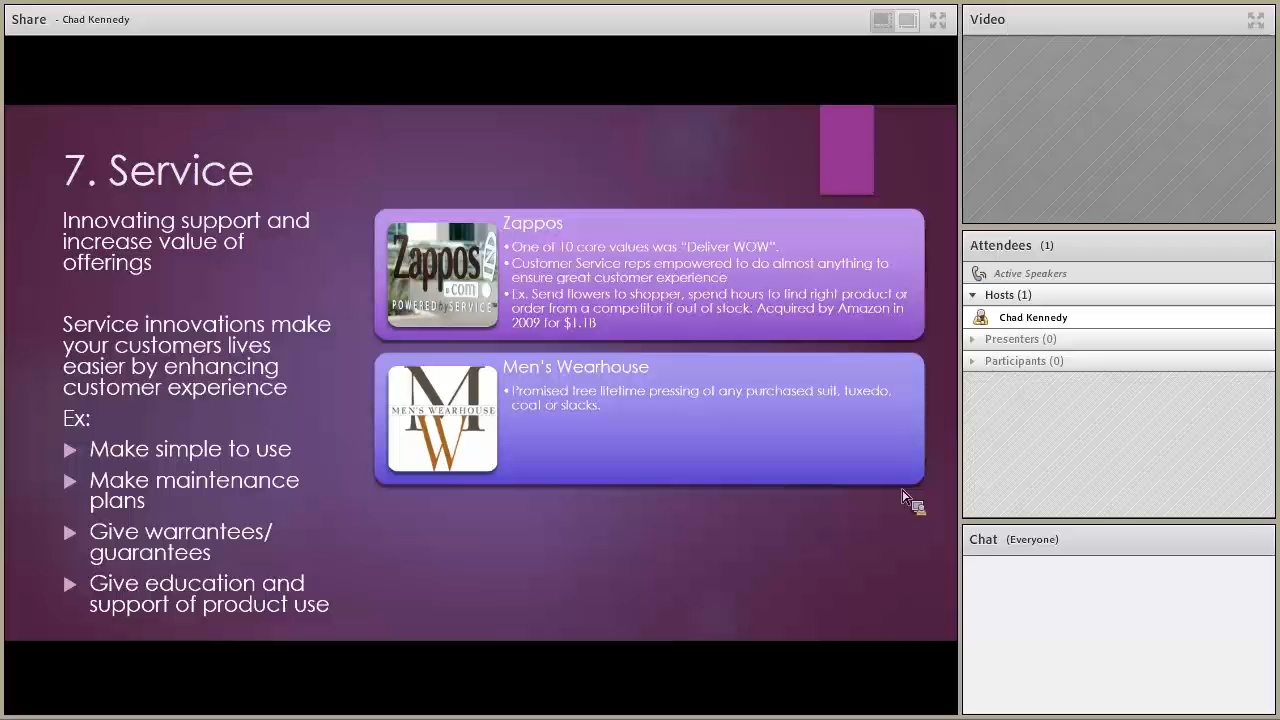 Share - Chad Kennedy
7. Service
Innovating support and
increase value of
offerings
Service innovations make
your customers lives
easier by enhancing
customer experience
Ex:
Make simple to use
Make maintenance
plans
Give warrantees/
guarantees
Give education and
support of product use
Zappos
Zappos
.com
POWERED by SERVICE
• One of 10 core values was “Deliver WOW”.
• Customer Service reps empowered to do almost anything to
ensure great customer experience
• Ex. Send flowers to shopper, spend hours to find right product or
order from a competitor if out of stock. Acquired by Amazon in
2009 for $1.1B
Men’s Wearhouse
M
MEN'S WEARHOUSE
W
• Promised free lifetime pressing of any purchased suit, tuxedo,
coat or slacks.
Video
Attendees (1)
Active Speakers
Hosts (1)
Chad Kennedy
Presenters (0)
Participants (0)
Chat (Everyone)